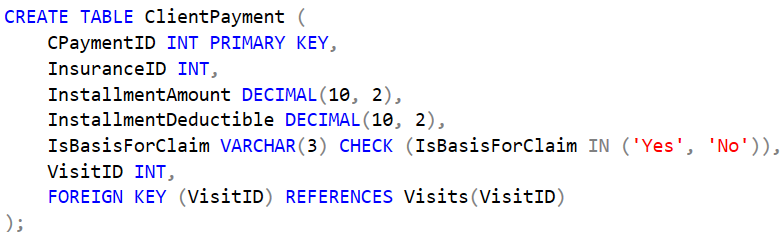 CREATE TABLE ClientPayment (
    CPaymentID INT PRIMARY KEY,
    InsuranceID INT,
    InstallmentAmount DECIMAL(10, 2),
    InstallmentDeductible DECIMAL(10, 2),
    IsBasisForClaim VARCHAR(3) CHECK (IsBasisForClaim IN ('Yes', 'No')),
    VisitID INT,
    FOREIGN KEY (VisitID) REFERENCES Visits(VisitID)
);